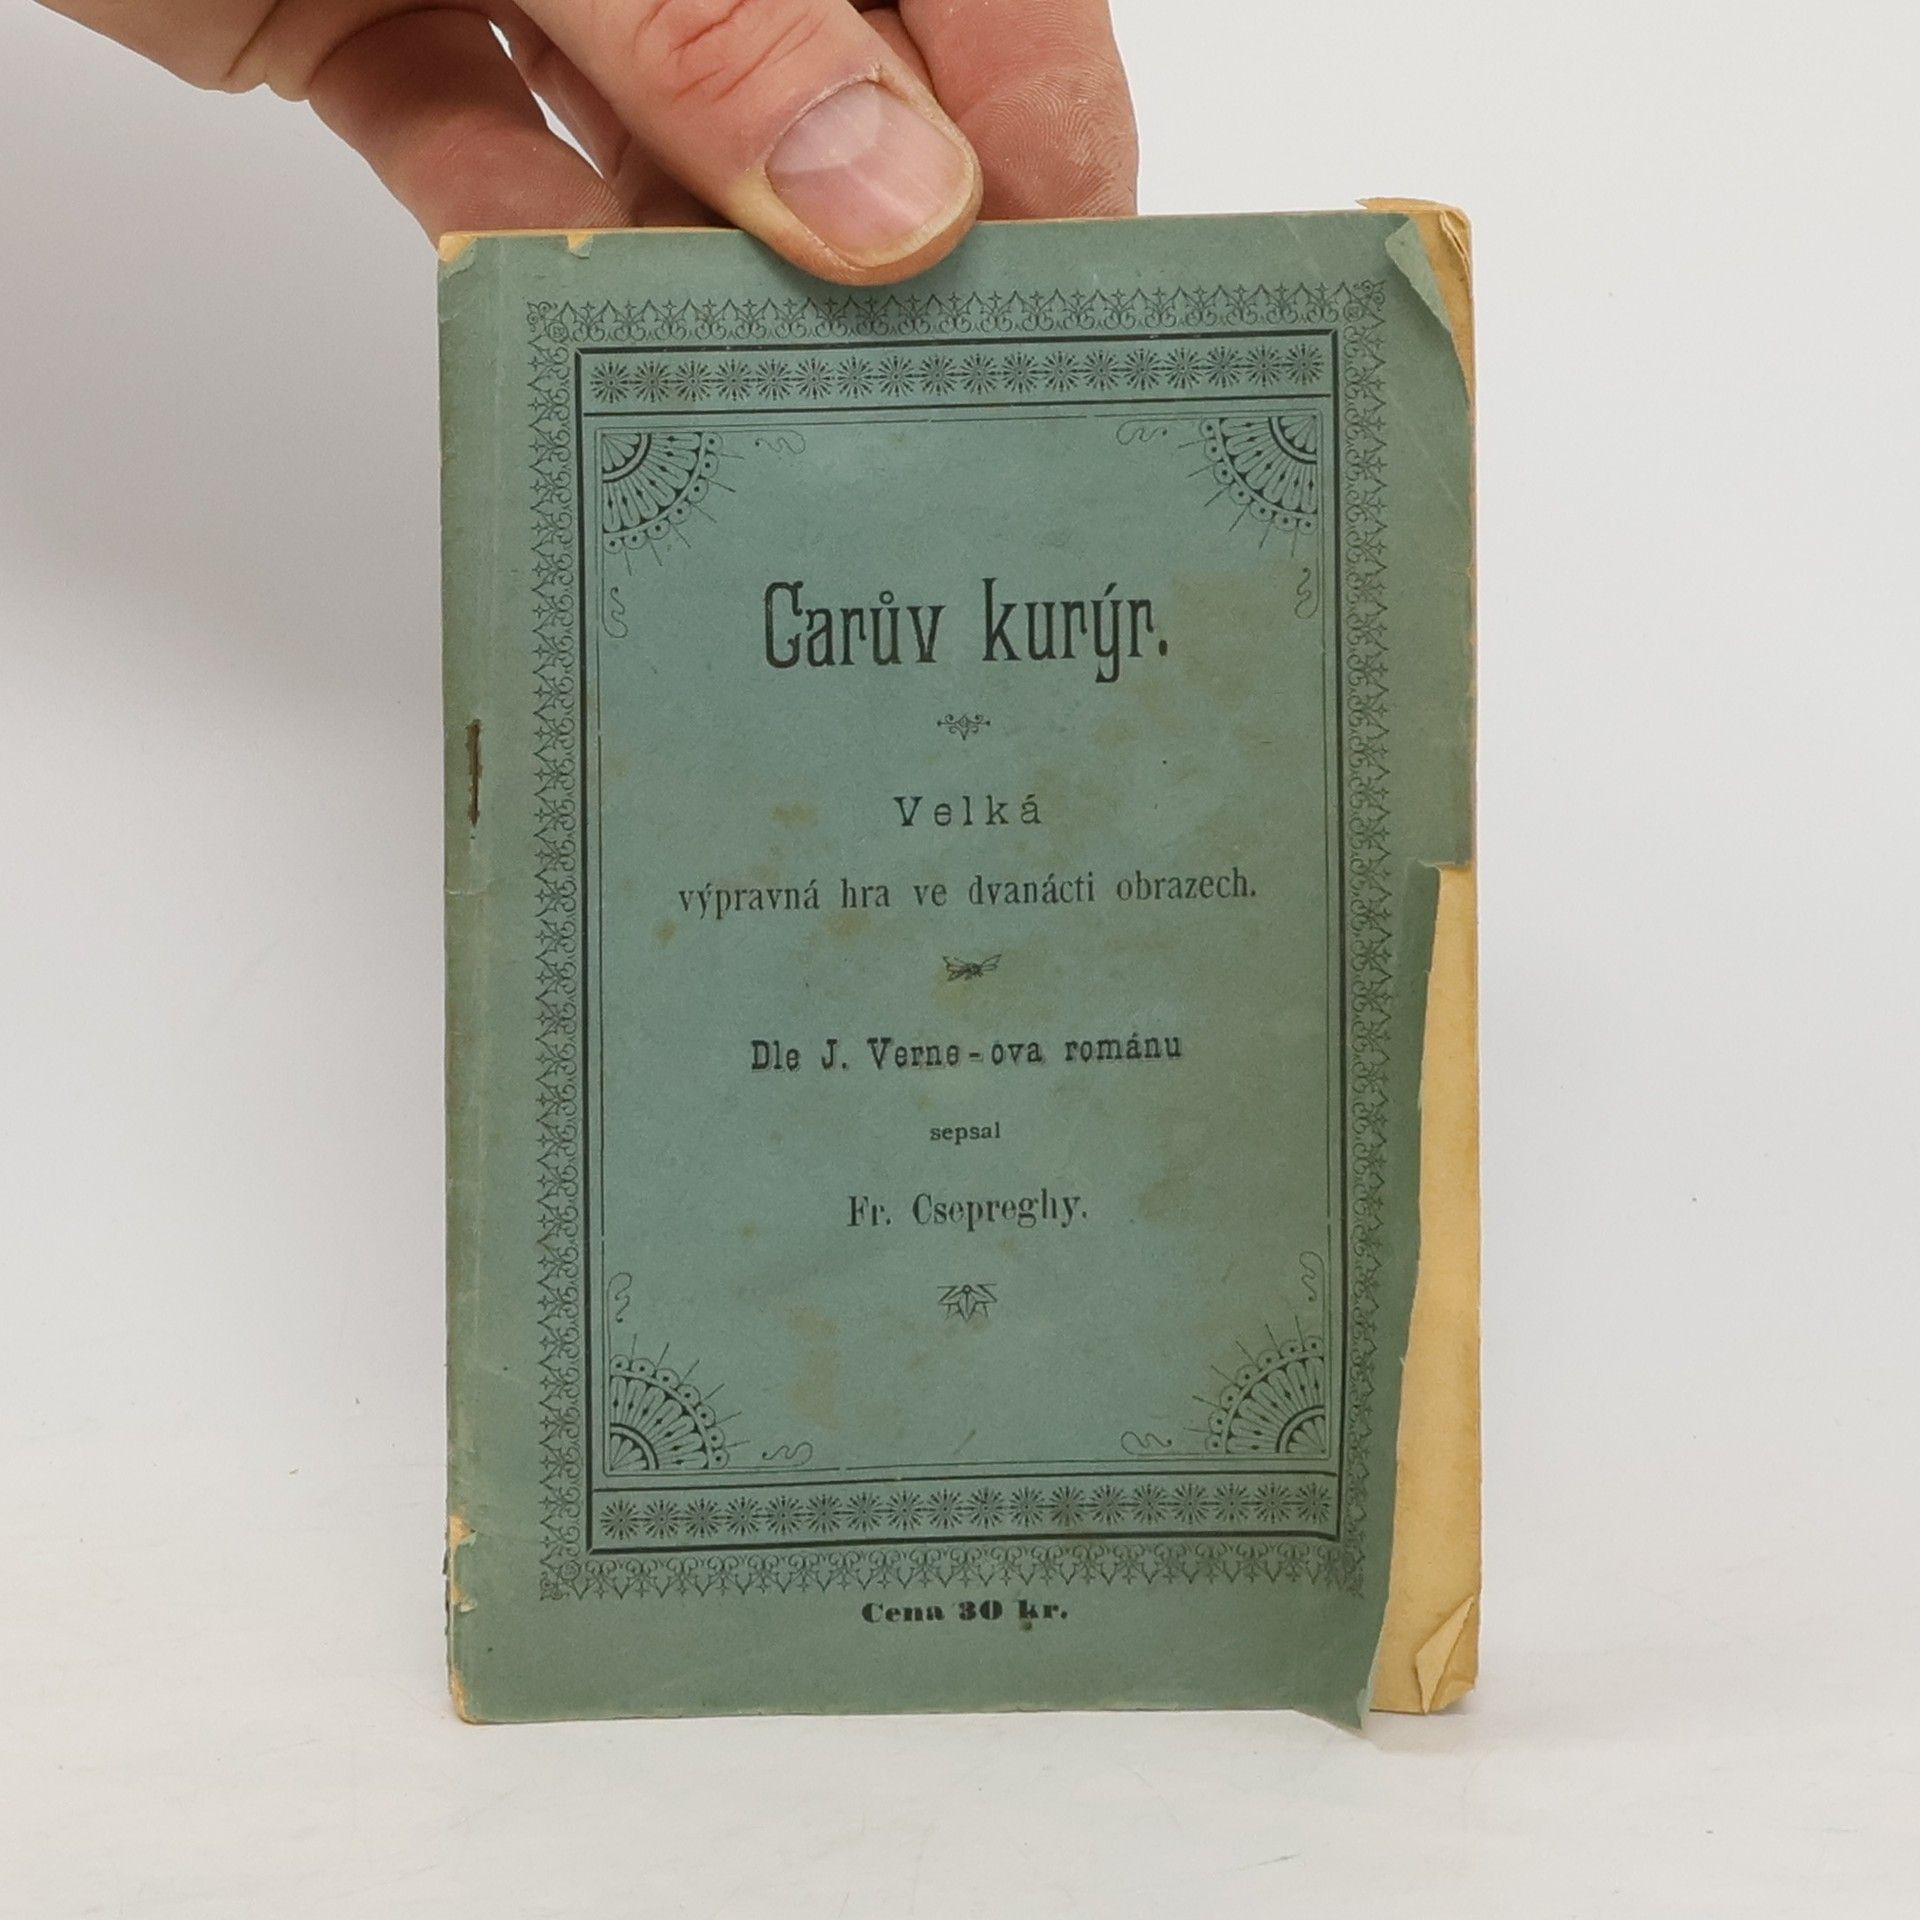 Carův kurýr.
Velká
výpravná hra ve dvanácti obrazech.
Dle J. Verne-ova románu
sepsal
Fr. Csepreghy.
Cena 30 kr.